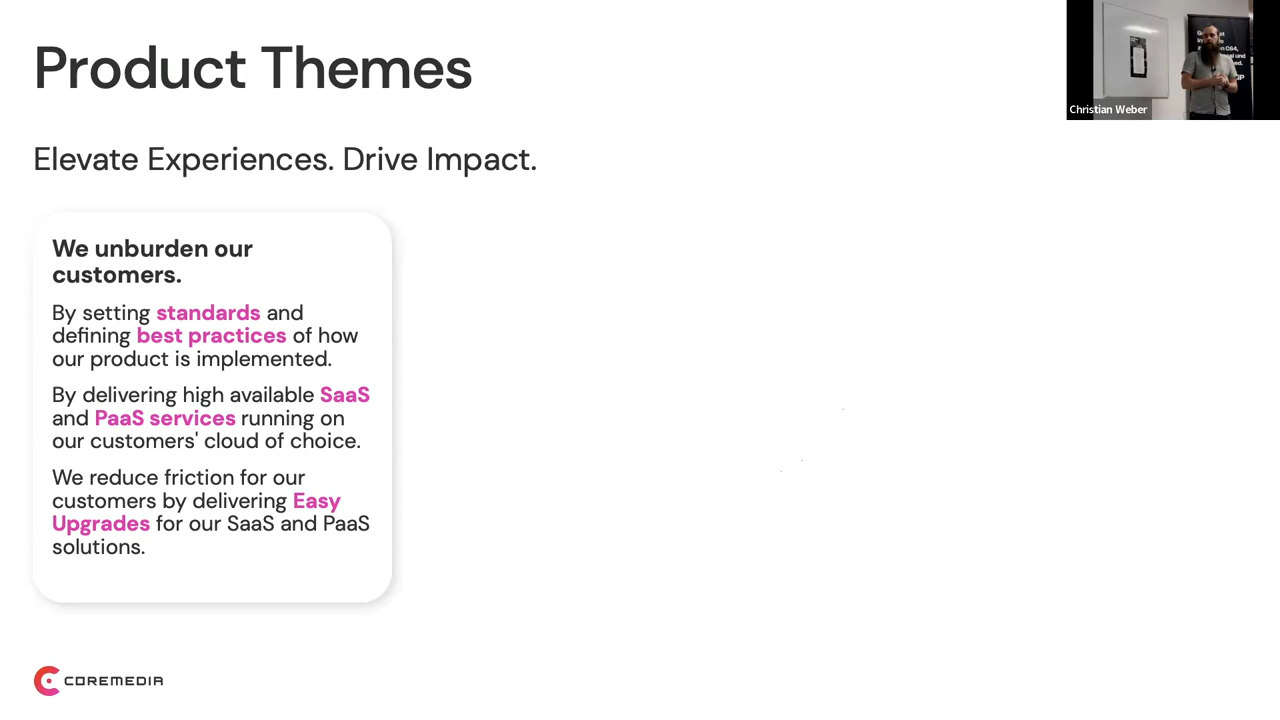 Product Themes
Christian Weber
Elevate Experiences. Drive Impact.
We unburden our
customers.
By setting standards and
defining best practices of how
our product is implemented.
By delivering high available SaaS
and PaaS services running on
our customers' cloud of choice.
We reduce friction for our
customers by delivering Easy
Upgrades for our SaaS and PaaS
solutions.
COREMEDIA